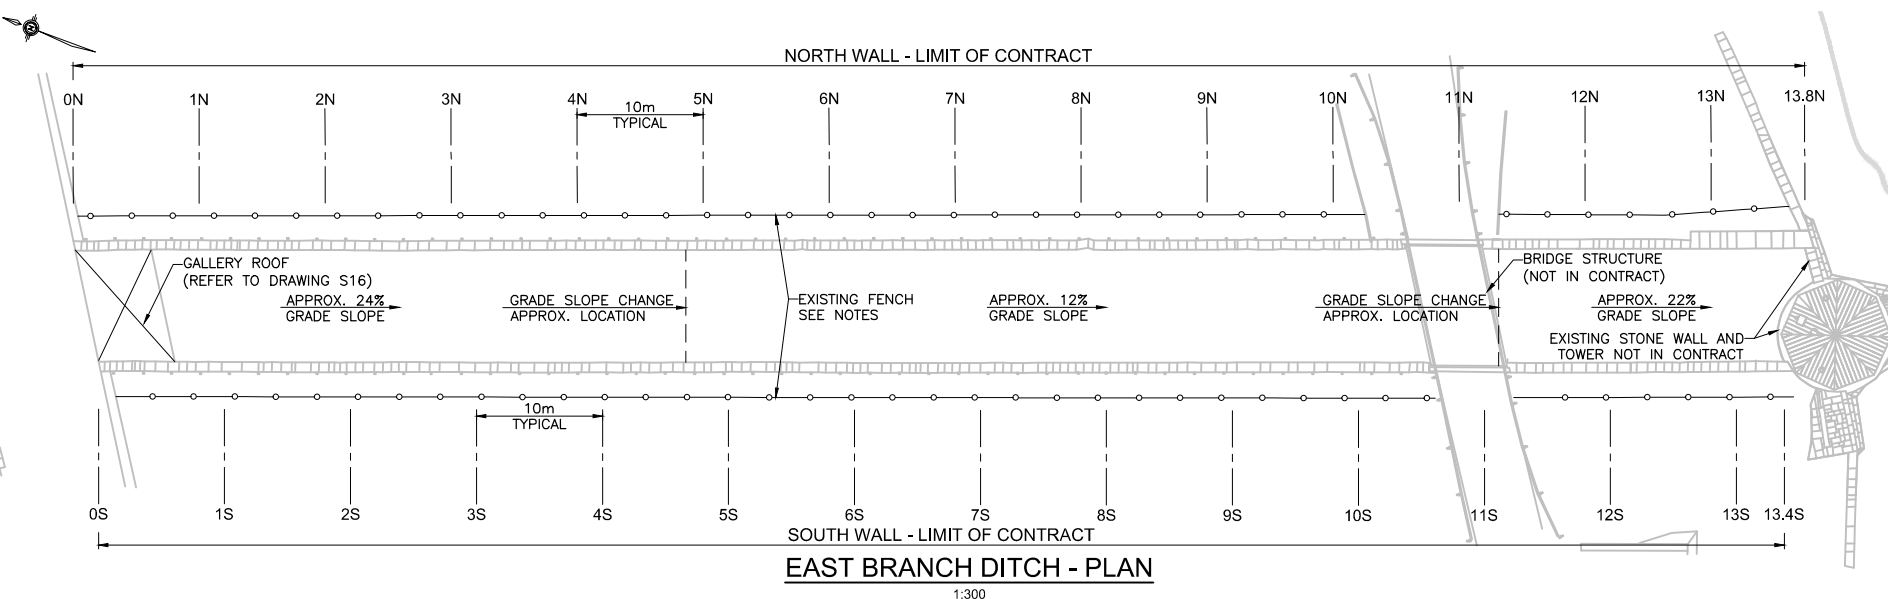 N
NORTH WALL - LIMIT OF CONTRACT
0N 1N 2N 3N 4N 5N 6N 7N 8N 9N 10N 11N 12N 13N 13.8N
10m
TYPICAL
GALLERY ROOF
(REFER TO DRAWING S16)
APPROX. 24%
GRADE SLOPE
GRADE SLOPE CHANGE
APPROX. LOCATION
EXISTING FENCE
SEE NOTES
APPROX. 12%
GRADE SLOPE
GRADE SLOPE CHANGE
APPROX. LOCATION
BRIDGE STRUCTURE
(NOT IN CONTRACT)
APPROX. 22%
GRADE SLOPE
EXISTING STONE WALL AND
TOWER NOT IN CONTRACT
10m
TYPICAL
0S 1S 2S 3S 4S 5S 6S 7S 8S 9S 10S 11S 12S 13S 13.4S
SOUTH WALL - LIMIT OF CONTRACT
EAST BRANCH DITCH - PLAN
1:300